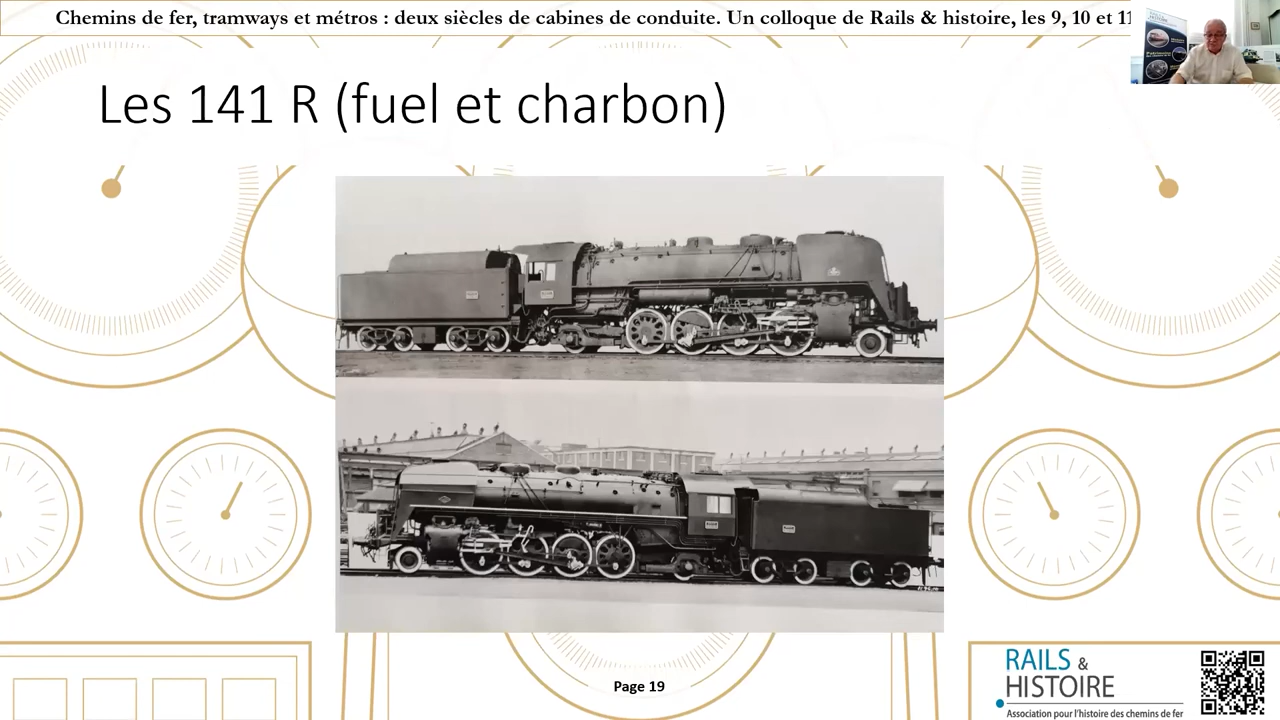 Chemins de fer, tramways et métros : deux siècles de cabines de conduite. Un colloque de Rails & histoire, les 9, 10 et 11
Les 141 R (fuel et charbon)
Page 19
RAILS &
HISTOIRE
Association pour l'histoire des chemins de fer